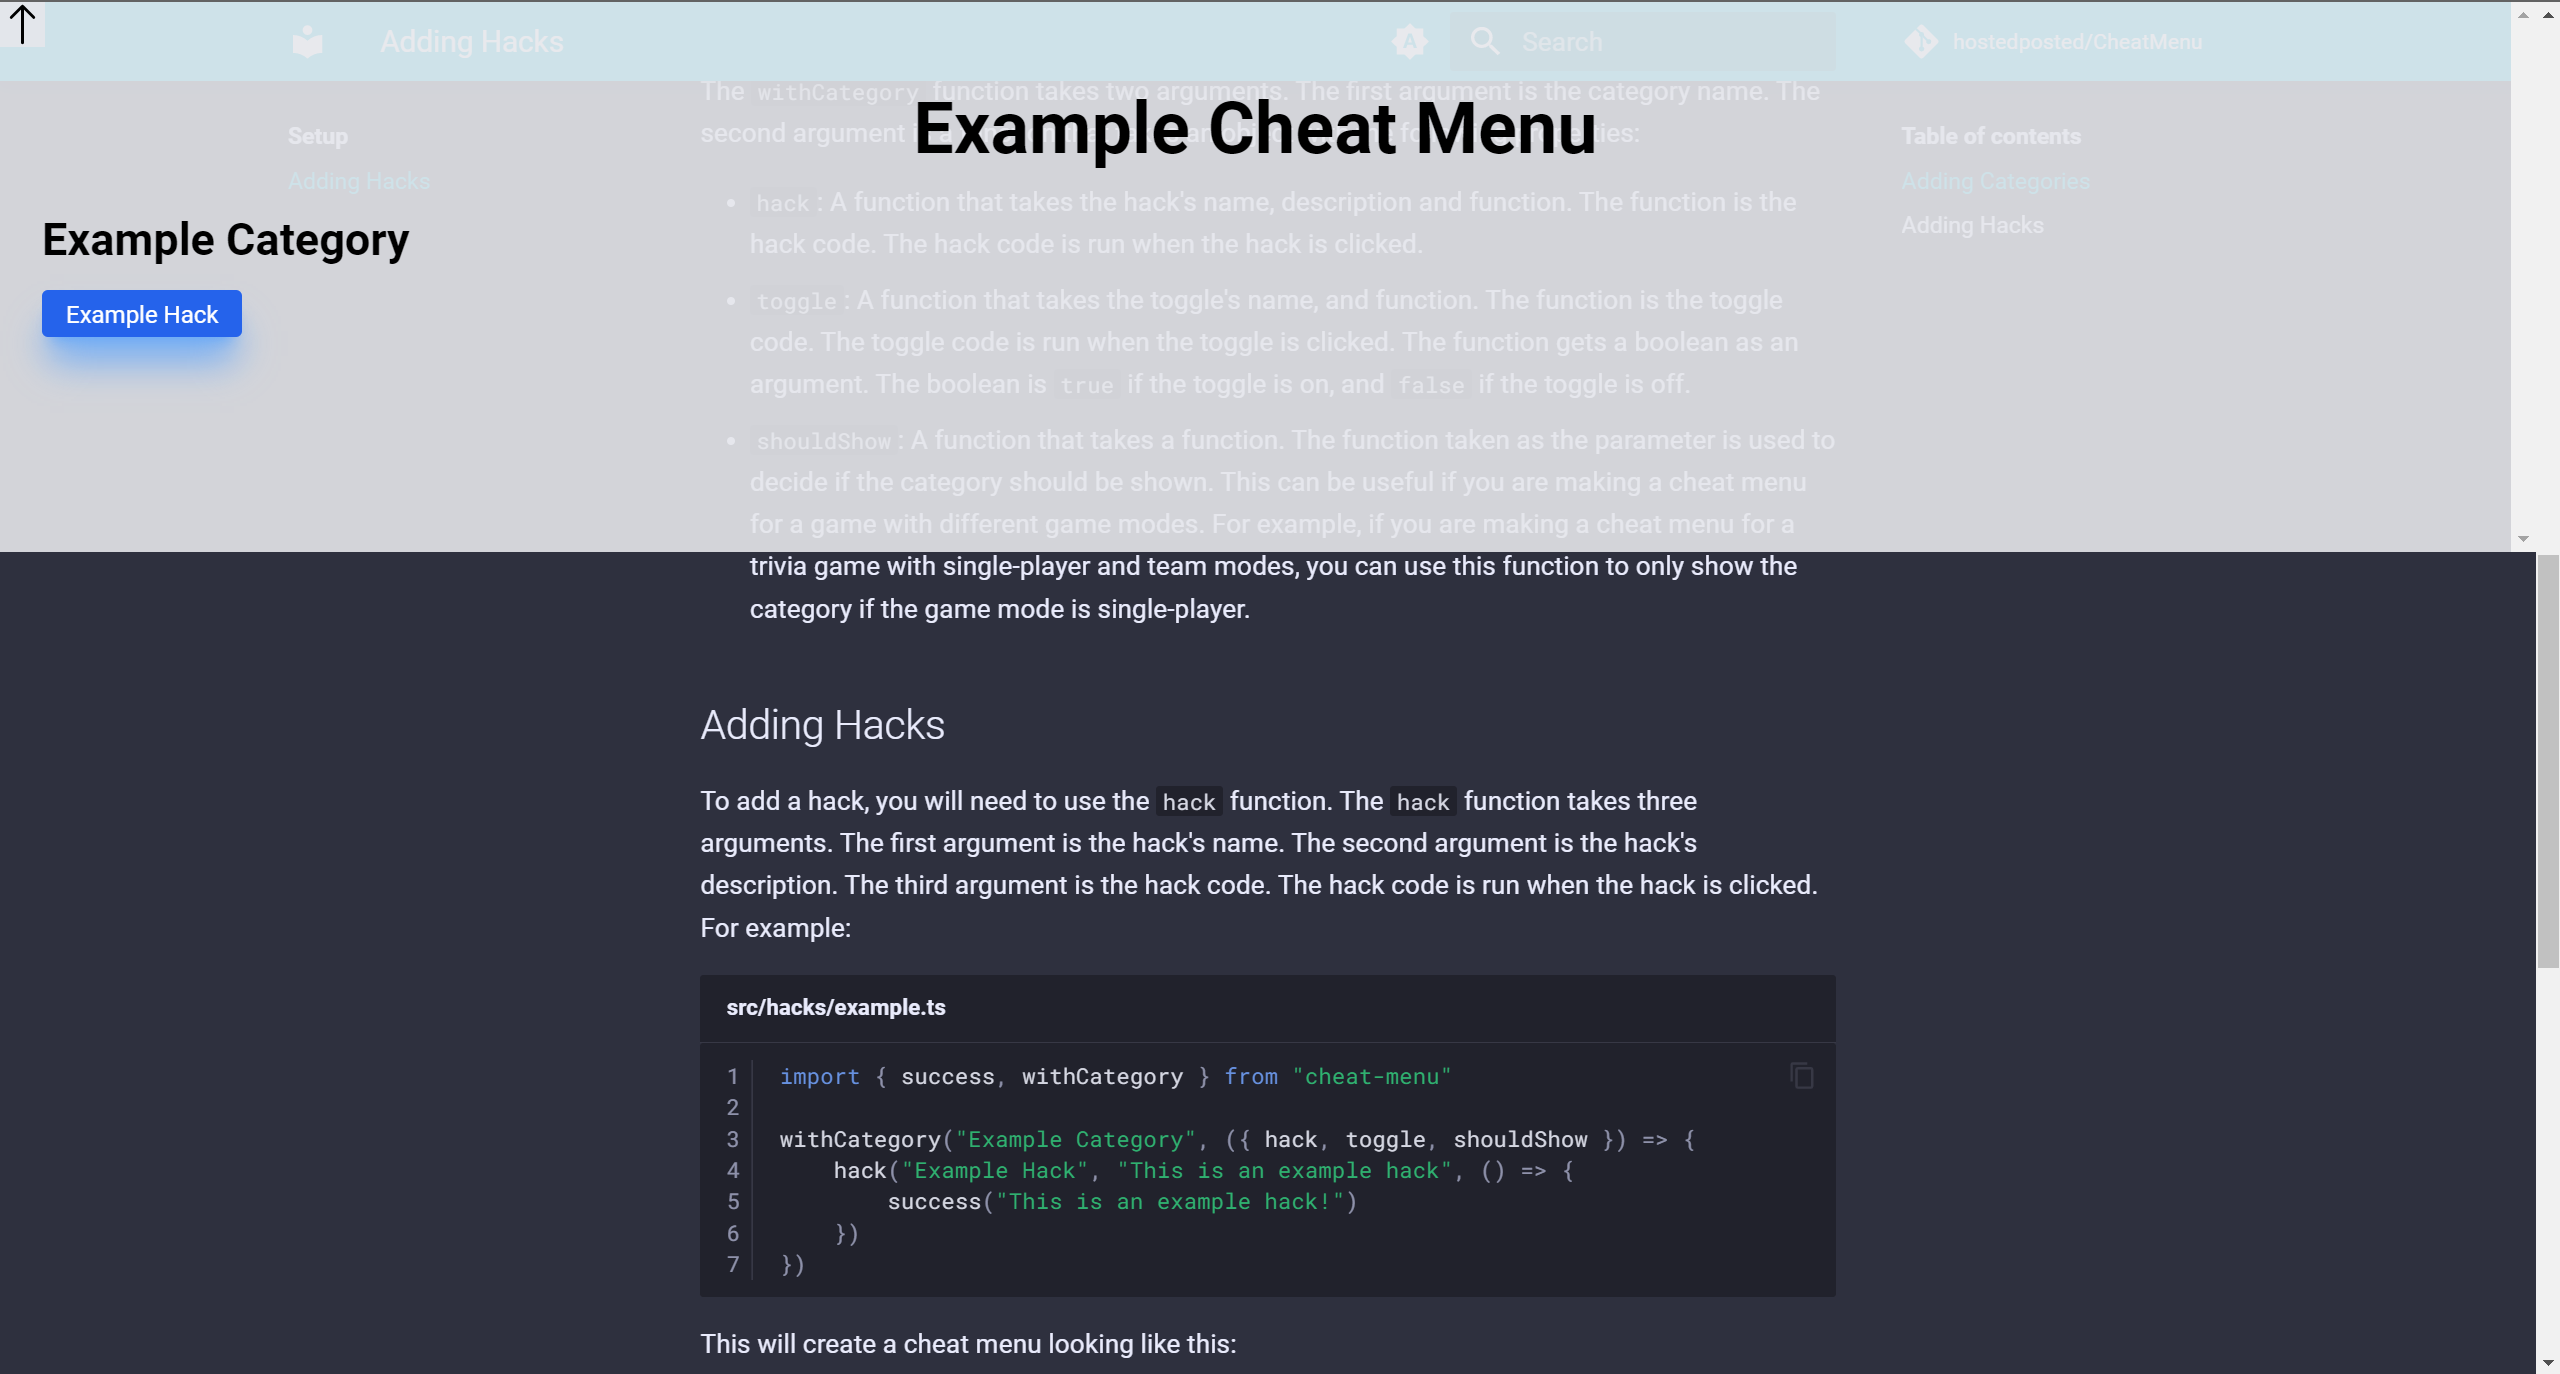 Adding Hacks
Search
hostedposted/CheatMenu
Example Cheat Menu
Setup
Adding Hacks
Example Category
Example Hack
The withCategory function takes two arguments. The first argument is the category name. The
second argument
hack : A function that takes the hack's name, description and function. The function is the
hack code. The hack code is run when the hack is clicked.
toggle : A function that takes the toggle's name, and function. The function is the toggle
code. The toggle code is run when the toggle is clicked. The function gets a boolean as an
argument. The boolean is true if the toggle is on, and false if the toggle is off.
shouldShow : A function that takes a function. The function taken as the parameter is used to
decide if the category should be shown. This can be useful if you are making a cheat menu
for a game with different game modes. For example, if you are making a cheat menu for a
trivia game with single-player and team modes, you can use this function to only show the
category if the game mode is single-player.
Table of contents
Adding Categories
Adding Hacks
Adding Hacks
To add a hack, you will need to use the hack function. The hack function takes three
arguments. The first argument is the hack's name. The second argument is the hack's
description. The third argument is the hack code. The hack code is run when the hack is clicked.
For example:
src/hacks/example.ts
1 import { success, withCategory } from "cheat-menu"
2
3 withCategory("Example Category", ({ hack, toggle, shouldShow }) => {
4     hack("Example Hack", "This is an example hack", () => {
5         success("This is an example hack!")
6     })
7 })
This will create a cheat menu looking like this: